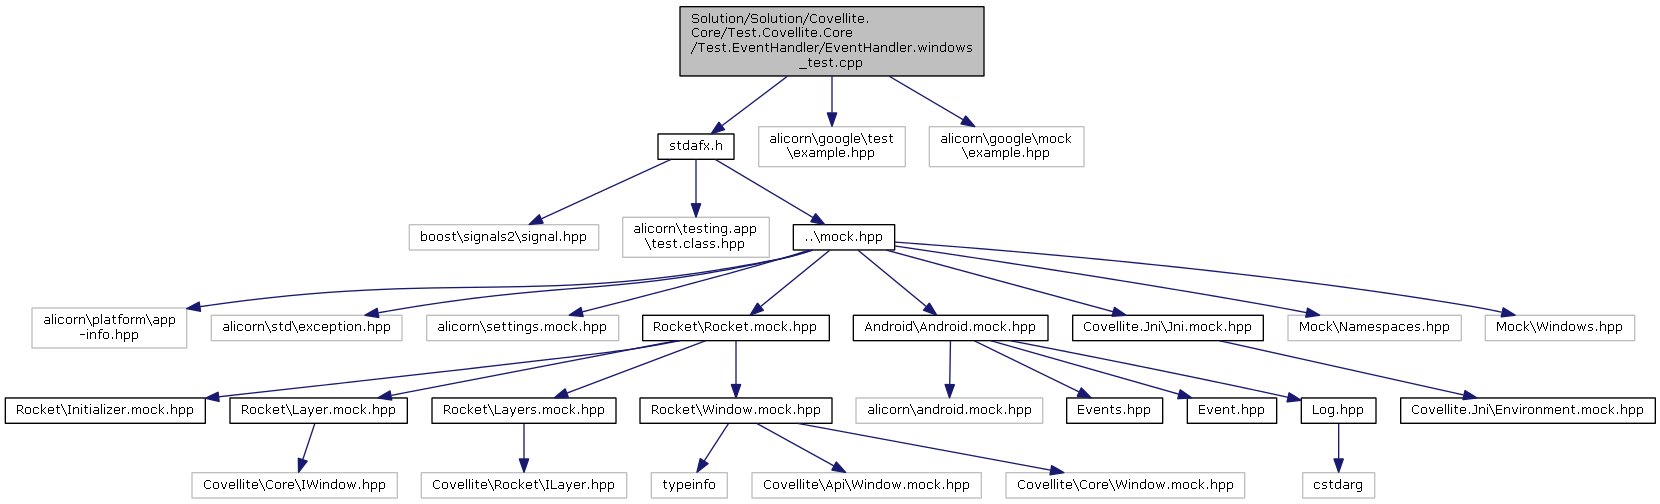 Solution/Solution/Covellite.
Core/Test.Covellite.Core
/Test.EventHandler/EventHandler.windows
_test.cpp
stdafx.h
alicorn\google\test
\example.hpp
alicorn\google\mock
\example.hpp
boost\signals2\signal.hpp
alicorn\testing.app
\test.class.hpp
..\mock.hpp
alicorn\platform\app
-info.hpp
alicorn\std\exception.hpp
alicorn\settings.mock.hpp
Rocket\Rocket.mock.hpp
Android\Android.mock.hpp
Covellite.Jni\Jni.mock.hpp
Mock\Namespaces.hpp
Mock\Windows.hpp
Rocket\Initializer.mock.hpp
Rocket\Layer.mock.hpp
Rocket\Layers.mock.hpp
Rocket\Window.mock.hpp
alicorn\android.mock.hpp
Events.hpp
Event.hpp
Log.hpp
Covellite.Jni\Environment.mock.hpp
Covellite\Core\IWindow.hpp
Covellite\Rocket\ILayer.hpp
typeinfo
Covellite\Api\Window.mock.hpp
Covellite\Core\Window.mock.hpp
cstdarg